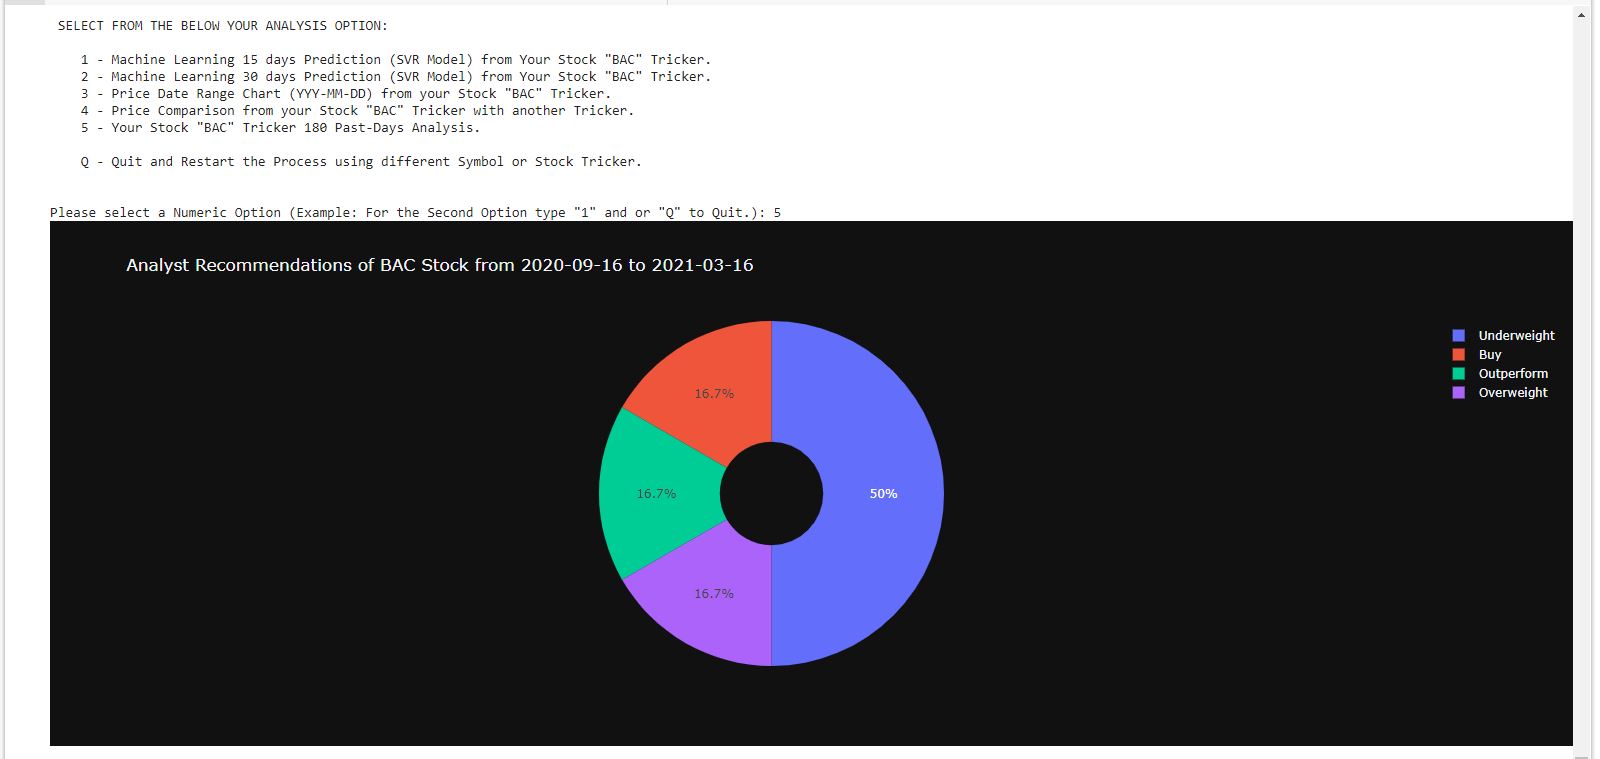 SELECT FROM THE BELOW YOUR ANALYSIS OPTION:
1 - Machine Learning 15 days Prediction (SVR Model) from Your Stock "BAC" Tricker.
2 - Machine Learning 30 days Prediction (SVR Model) from Your Stock "BAC" Tricker.
3 - Price Date Range Chart (YYY-MM-DD) from your Stock "BAC" Tricker.
4 - Price Comparison from your Stock "BAC" Tricker with another Tricker.
5 - Your Stock "BAC" Tricker 180 Past-Days Analysis.
Q - Quit and Restart the Process using different Symbol or Stock Tricker.
Please select a Numeric Option (Example: For the Second Option type "1" and or "Q" to Quit.): 5
Analyst Recommendations of BAC Stock from 2020-09-16 to 2021-03-16
Underweight
Buy
Outperform
Overweight
16.7%
16.7%
50%
16.7%